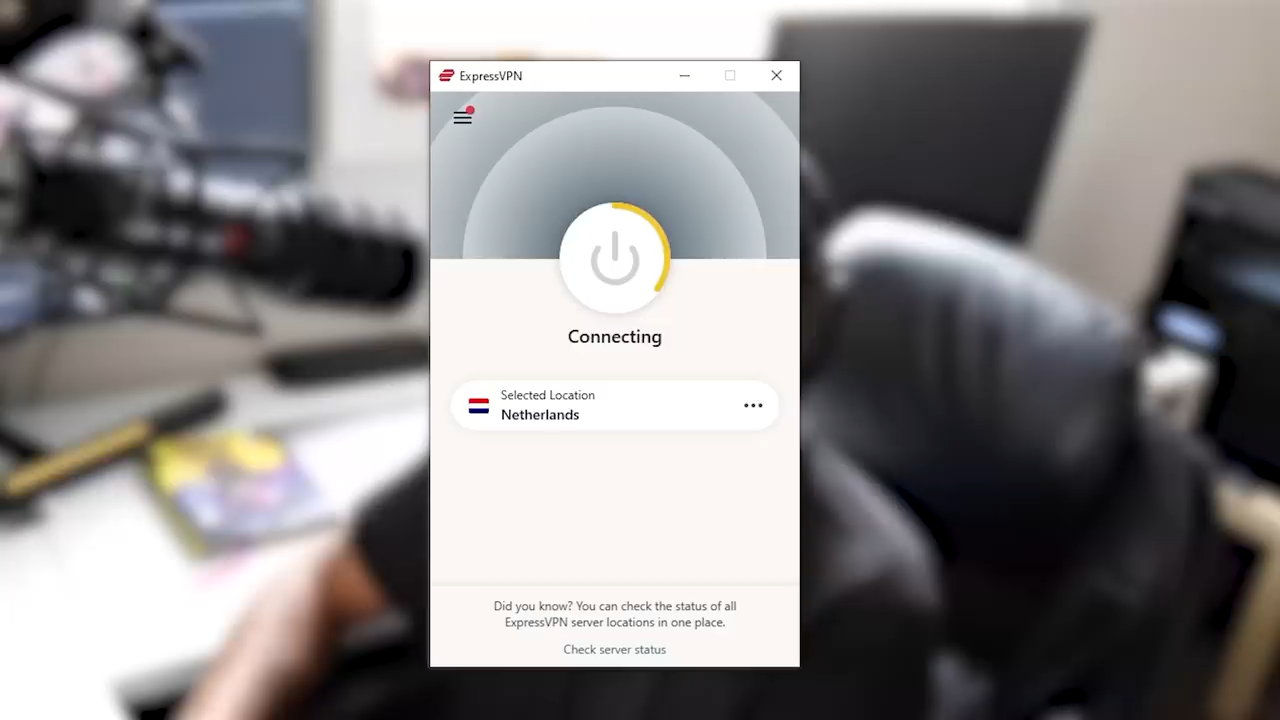 ExpressVPN
Connecting
Selected Location
Netherlands
Did you know? You can check the status of all
ExpressVPN server locations in one place.
Check server status